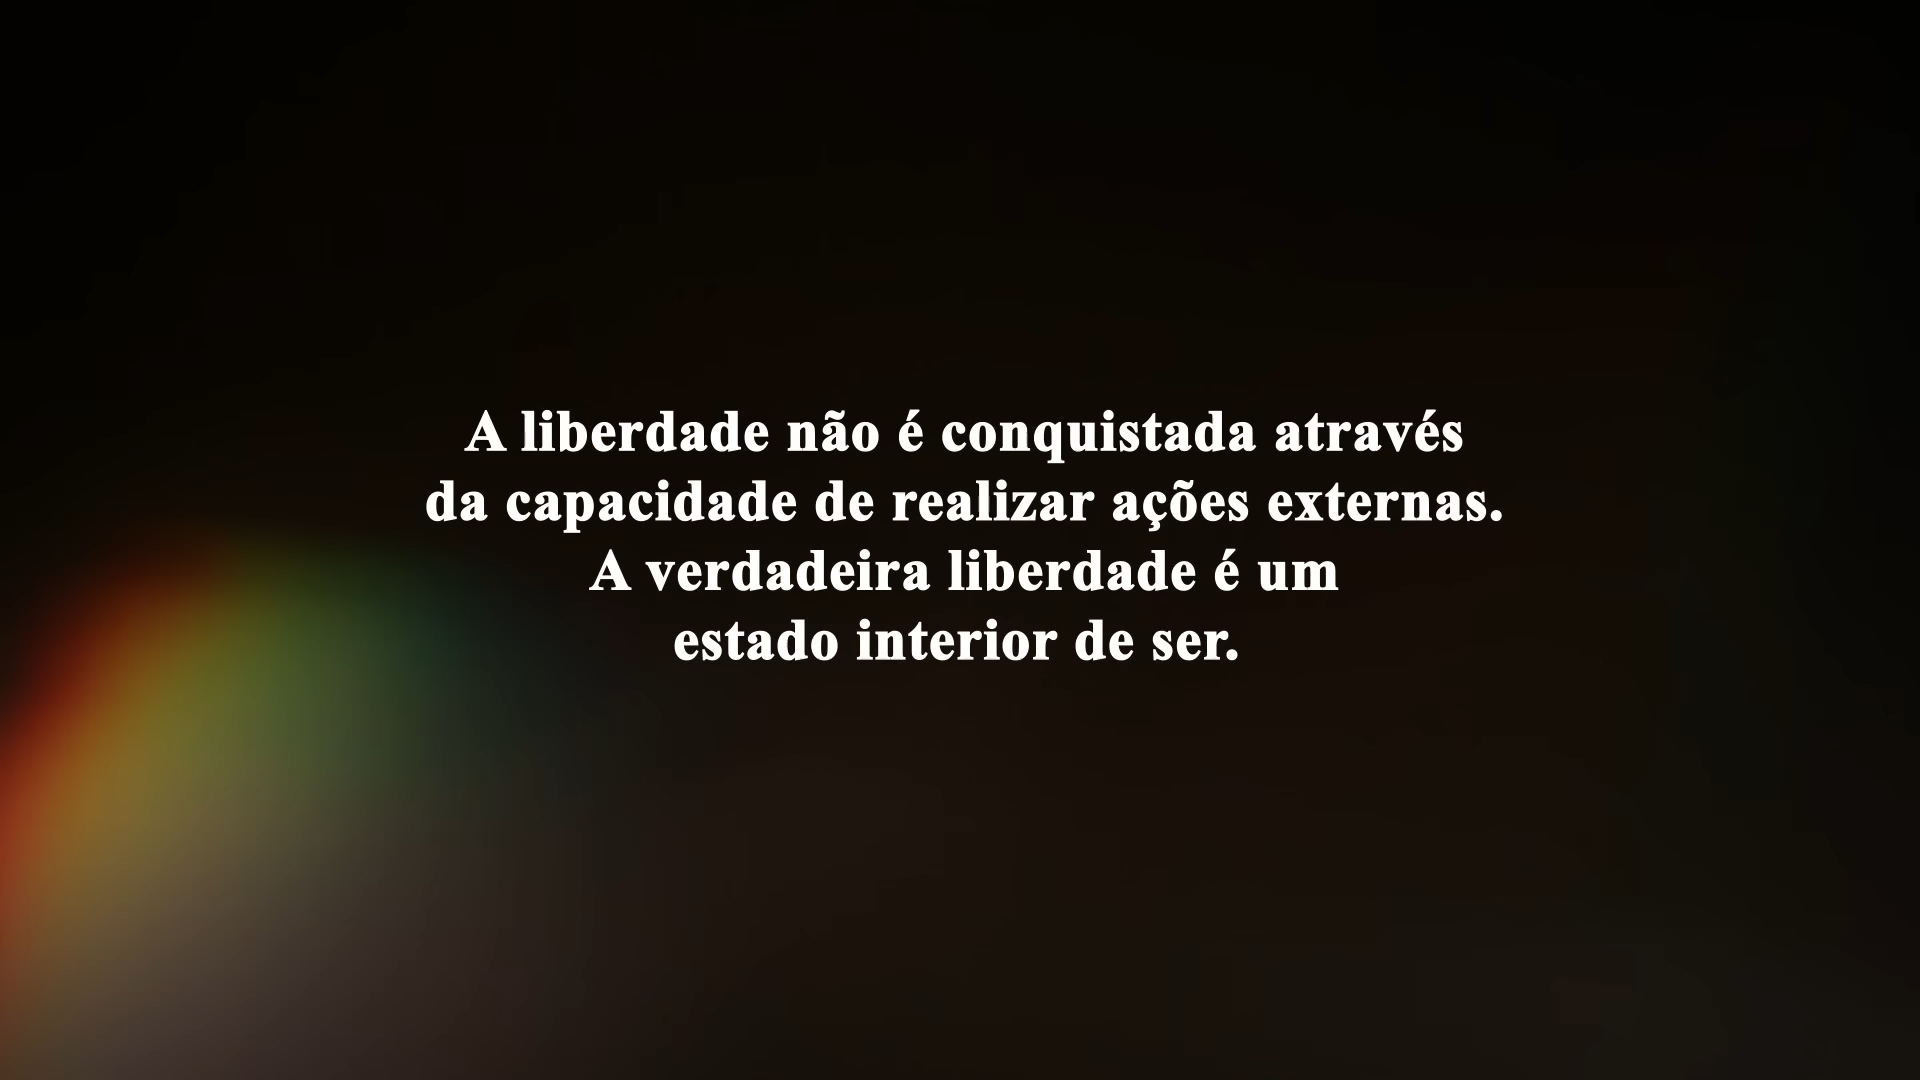 A liberdade não é conquistada através
da capacidade de realizar ações externas.
A verdadeira liberdade é um
estado interior de ser.